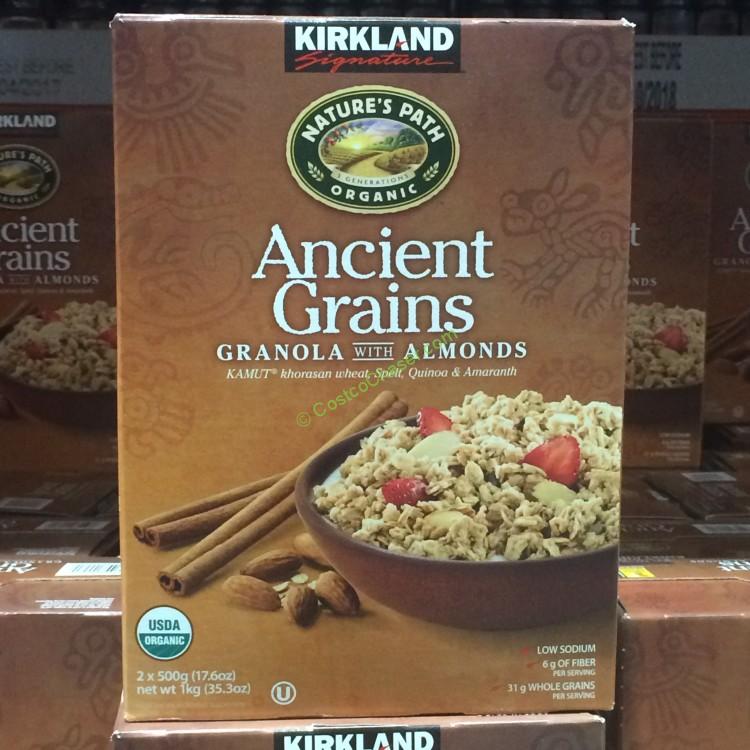 KIRKLAND
Signature
NATURE'S PATH
3 GENERATIONS
ORGANIC
Ancient
Grains
GRANOLA WITH ALMONDS
KAMUT® khorasan wheat, Spelt, Quinoa & Amaranth
© CostcoChaser.com
USDA
ORGANIC
2 x 500g (17.6oz)
net wt 1kg (35.3oz)
U
LOW SODIUM
6 g OF FIBER
PER SERVING
31 g WHOLE GRAINS
PER SERVING
KIRKLAND